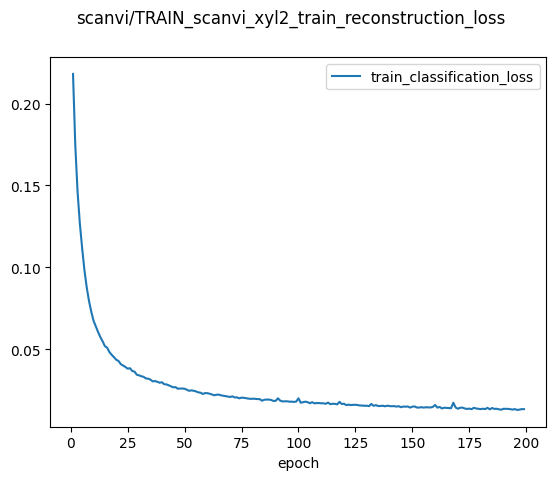 scanvi/TRAIN_scanvi_xyl2_train_reconstruction_loss
train_classification_loss
0.20
0.15
0.10
0.05
0 25 50 75 100 125 150 175 200
epoch